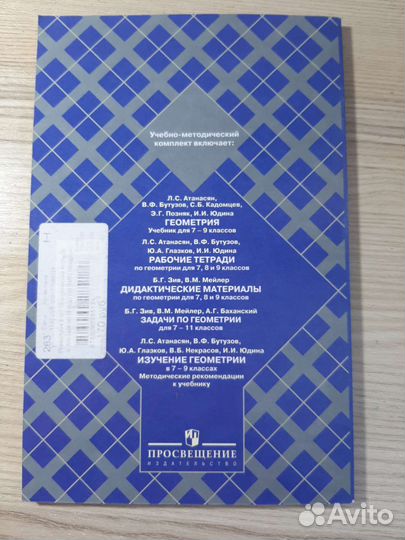 Учебно-методический
комплект включает:
Л.С. Атанасян,
В.Ф. Бутузов, С.Б. Кадомцев,
Э.Г. Позняк, И.И. Юдина
ГЕОМЕТРИЯ
Учебник для 7 – 9 классов
Л.С. Атанасян, В.Ф. Бутузов,
Ю.А. Глазков, И.И. Юдина
РАБОЧИЕ ТЕТРАДИ
по геометрии для 7, 8 и 9 классов
Б.Г. Зив, В.М. Мейлер
ДИДАКТИЧЕСКИЕ МАТЕРИАЛЫ
по геометрии для 7, 8 и 9 классов
Б.Г. Зив, В.М. Мейлер, А.Г. Баханский
ЗАДАЧИ ПО ГЕОМЕТРИИ
для 7 – 11 классов
Л.С. Атанасян, В.Ф. Бутузов,
Ю.А. Глазков, В.Б. Некрасов, И.И. Юдина
ИЗУЧЕНИЕ ГЕОМЕТРИИ
в 7 – 9 классах
Методические рекомендации
к учебнику
ПРОСВЕЩЕНИЕ
ИЗДАТЕЛЬСТВО
263
Avito